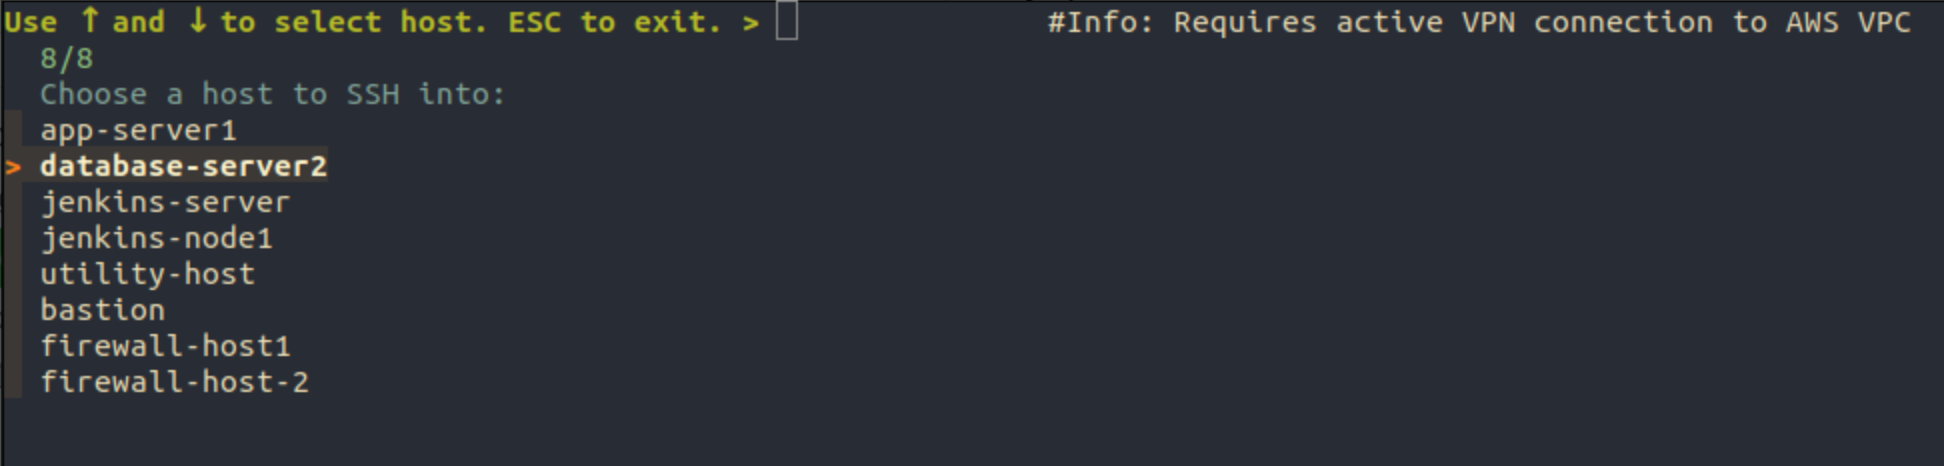 Use ↑ and ↓ to select host. ESC to exit. > #Info: Requires active VPN connection to AWS VPC
8/8
Choose a host to SSH into:
app-server1
> database-server2
jenkins-server
jenkins-node1
utility-host
bastion
firewall-host1
firewall-host-2